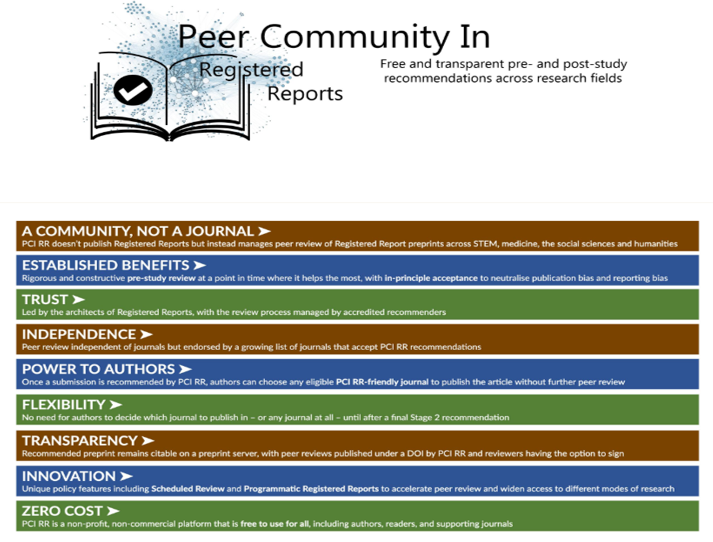 Peer Community In
Registered
Reports
Free and transparent pre- and post-study
recommendations across research fields
A COMMUNITY, NOT A JOURNAL ➤
PCI RR doesn't publish Registered Reports but instead manages peer review of Registered Report preprints across STEM, medicine, the social sciences and humanities
ESTABLISHED BENEFITS ➤
Rigorous and constructive pre-study review at a point in time where it helps the most, with in-principle acceptance to neutralise publication bias and reporting bias
TRUST ➤
Led by the architects of Registered Reports, with the review process managed by accredited recommenders
INDEPENDENCE ➤
Peer review independent of journals but endorsed by a growing list of journals that accept PCI RR recommendations
POWER TO AUTHORS ➤
Once a submission is recommended by PCI RR, authors can choose any eligible PCI RR-friendly journal to publish the article without further peer review
FLEXIBILITY ➤
No need for authors to decide which journal to publish in – or any journal at all – until after a final Stage 2 recommendation
TRANSPARENCY ➤
Recommended preprint remains citable on a preprint server, with peer reviews published under a DOI by PCI RR and reviewers having the option to sign
INNOVATION ➤
Unique policy features including Scheduled Review and Programmatic Registered Reports to accelerate peer review and widen access to different modes of research
ZERO COST ➤
PCI RR is a non-profit, non-commercial platform that is free to use for all, including authors, readers, and supporting journals